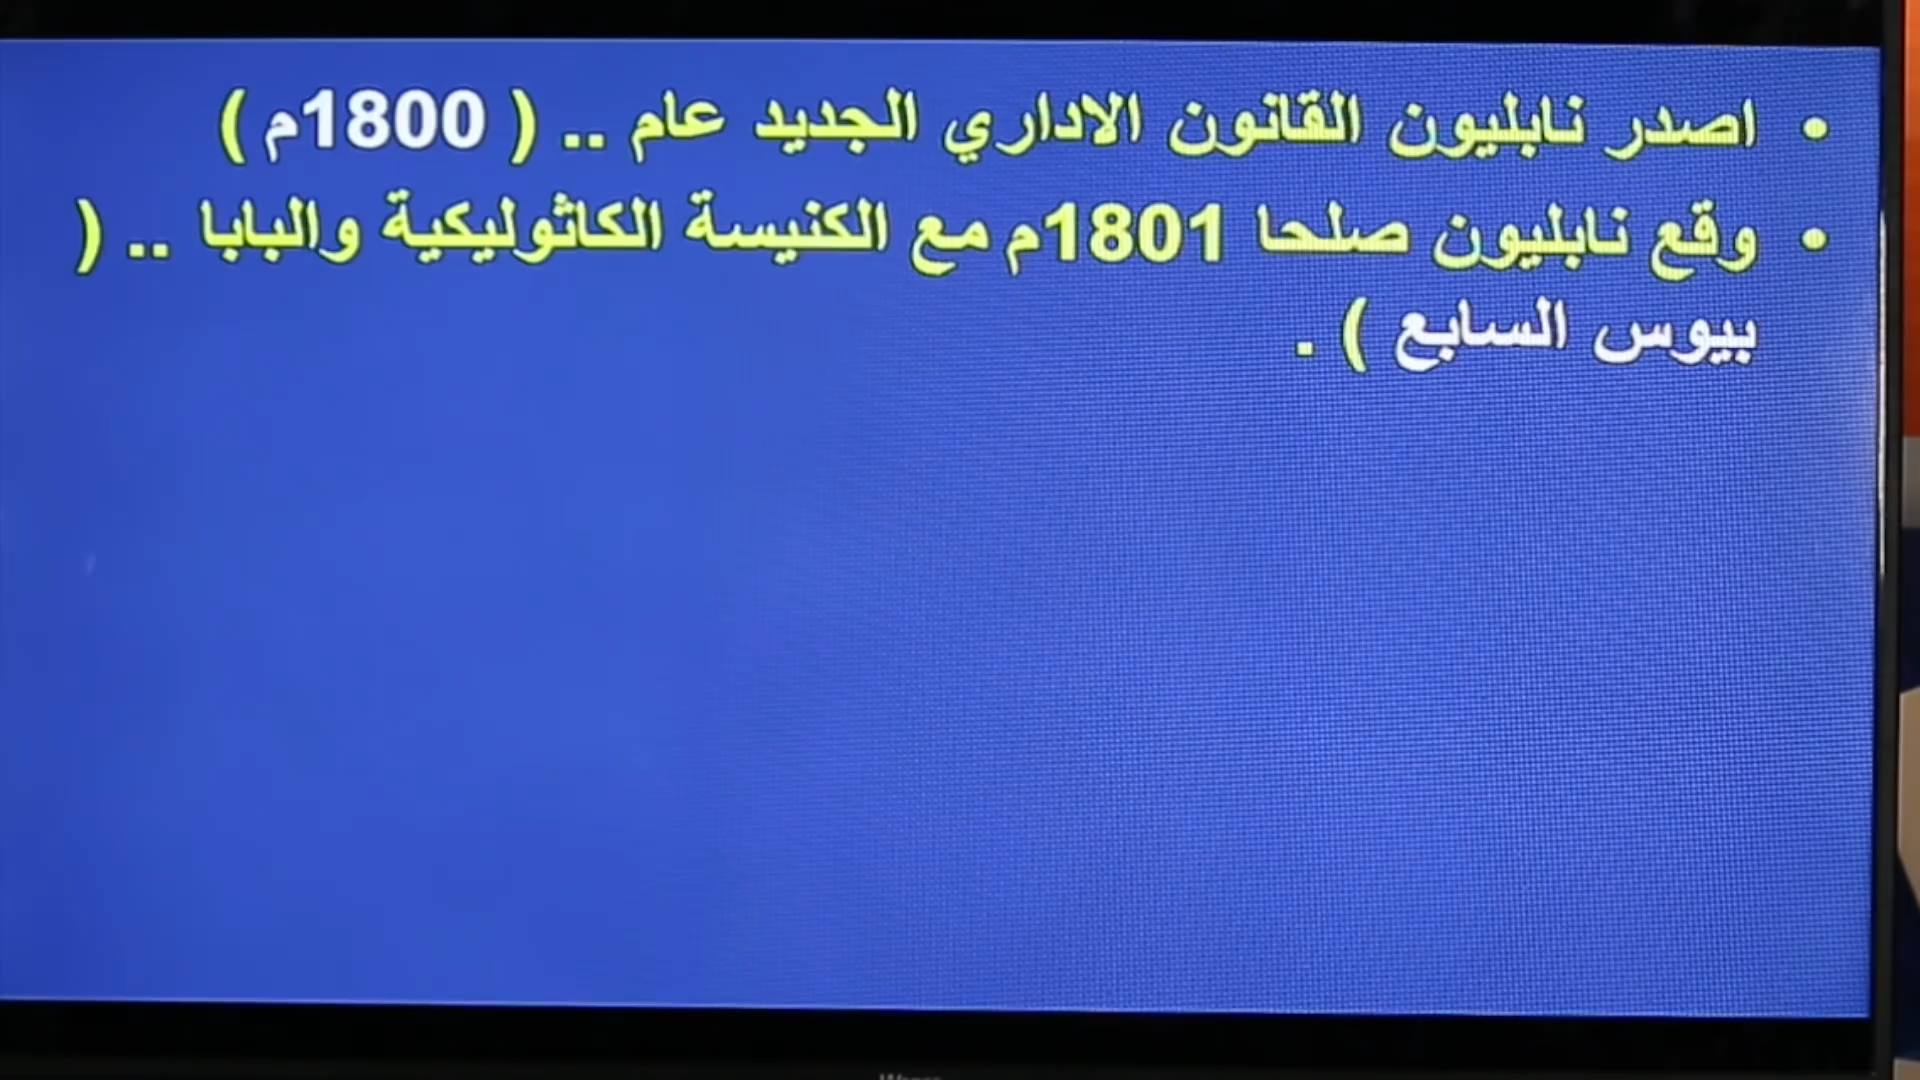 • اصدر نابليون القانون الاداري الجديد عام .. ( 1800م )
• وقع نابليون صلحا 1801م مع الكنيسة الكاثوليكية والبابا .. (
بيوس السابع ) .